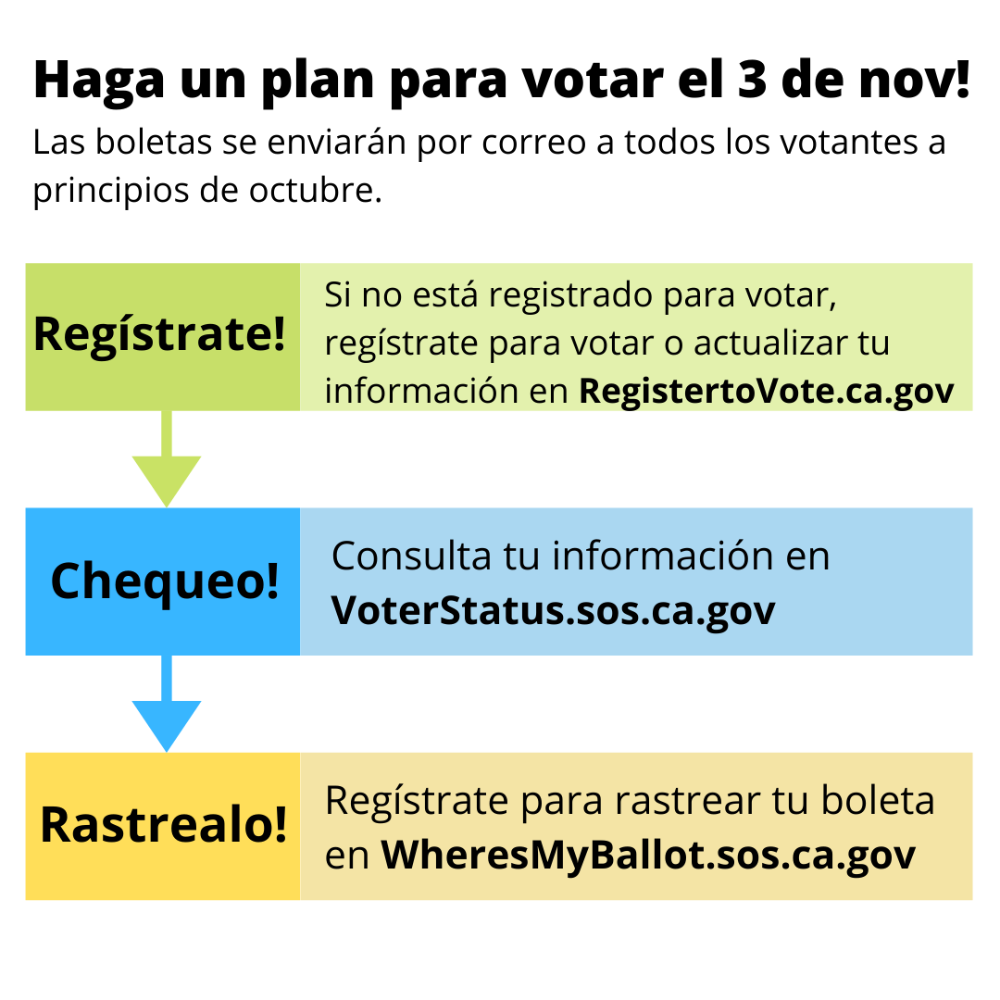 Haga un plan para votar el 3 de nov!
Las boletas se enviarán por correo a todos los votantes a
principios de octubre.
Regístrate!
Si no está registrado para votar,
regístrate para votar o actualizar tu
información en RegistertoVote.ca.gov
Chequeo!
Consulta tu información en
VoterStatus.sos.ca.gov
Rastrealo!
Regístrate para rastrear tu boleta
en WheresMyBallot.sos.ca.gov